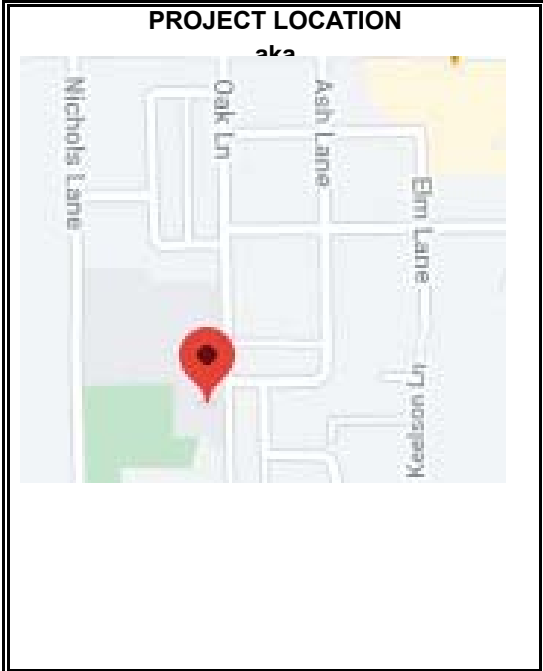 PROJECT LOCATION
aka
Nichols Lane
Oak Ln
Ash Lane
Elm Lane
Keelson Ln